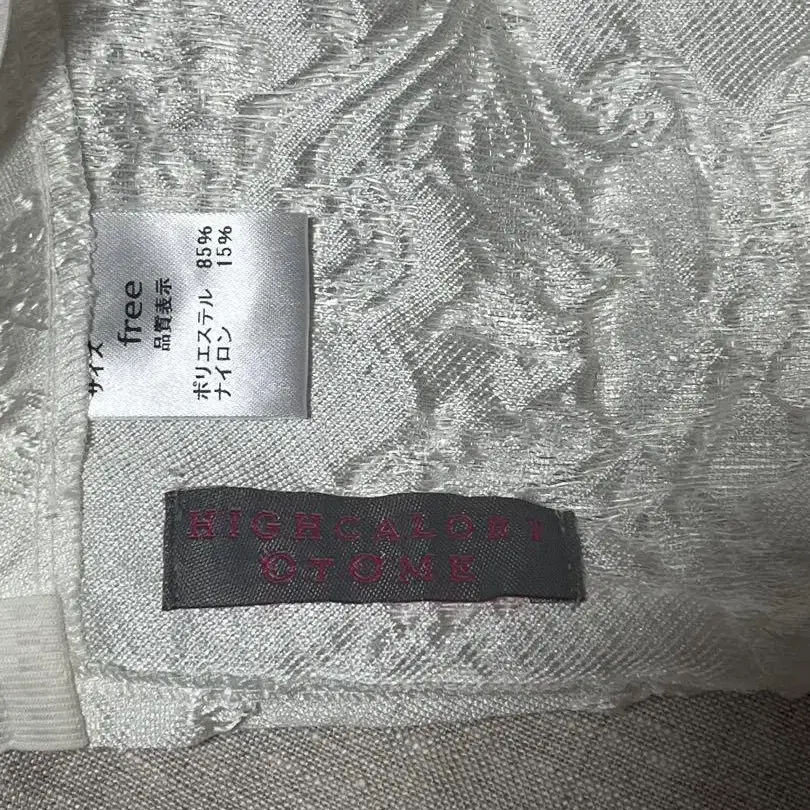 サイズ
free
品質表示
ポリエステル 85%
ナイロン 15%
HIGHCALORI
OTOME